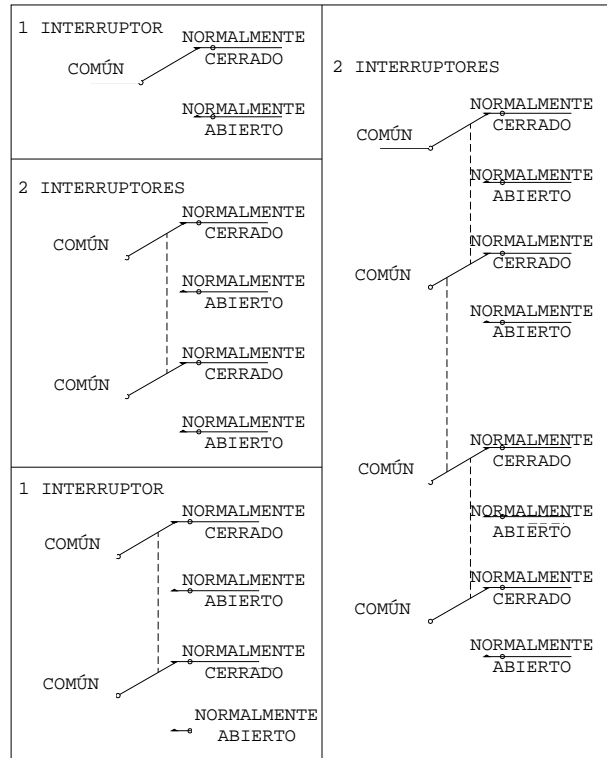 1 INTERRUPTOR
NORMALMENTE
COMÚN
CERRADO
NORMALMENTE
ABIERTO
2 INTERRUPTORES
NORMALMENTE
COMÚN
CERRADO
NORMALMENTE
ABIERTO
NORMALMENTE
COMÚN
CERRADO
NORMALMENTE
ABIERTO
1 INTERRUPTOR
NORMALMENTE
COMÚN
CERRADO
NORMALMENTE
ABIERTO
NORMALMENTE
COMÚN
CERRADO
NORMALMENTE
ABIERTO
2 INTERRUPTORES
NORMALMENTE
COMÚN
CERRADO
NORMALMENTE
ABIERTO
NORMALMENTE
COMÚN
CERRADO
NORMALMENTE
ABIERTO
NORMALMENTE
COMÚN
CERRADO
NORMALMENTE
ABIERTO
NORMALMENTE
COMÚN
CERRADO
NORMALMENTE
ABIERTO